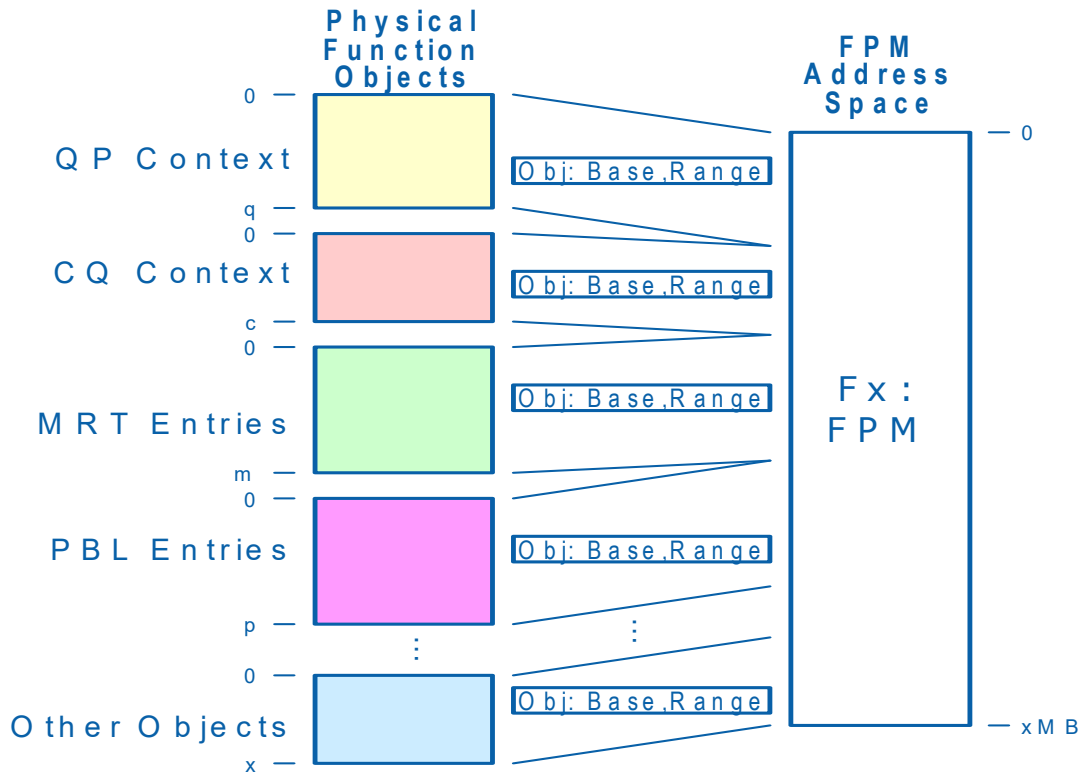 Physical
Function
Objects
FPM
Address
Space
0
0
QP Context
Obj: Base,Range
q
0
CQ Context
Obj: Base,Range
c
0
MRT Entries
Obj: Base,Range
Fx:
FPM
m
0
PBL Entries
Obj: Base,Range
p
...
...
0
Other Objects
Obj: Base,Range
xMB
x